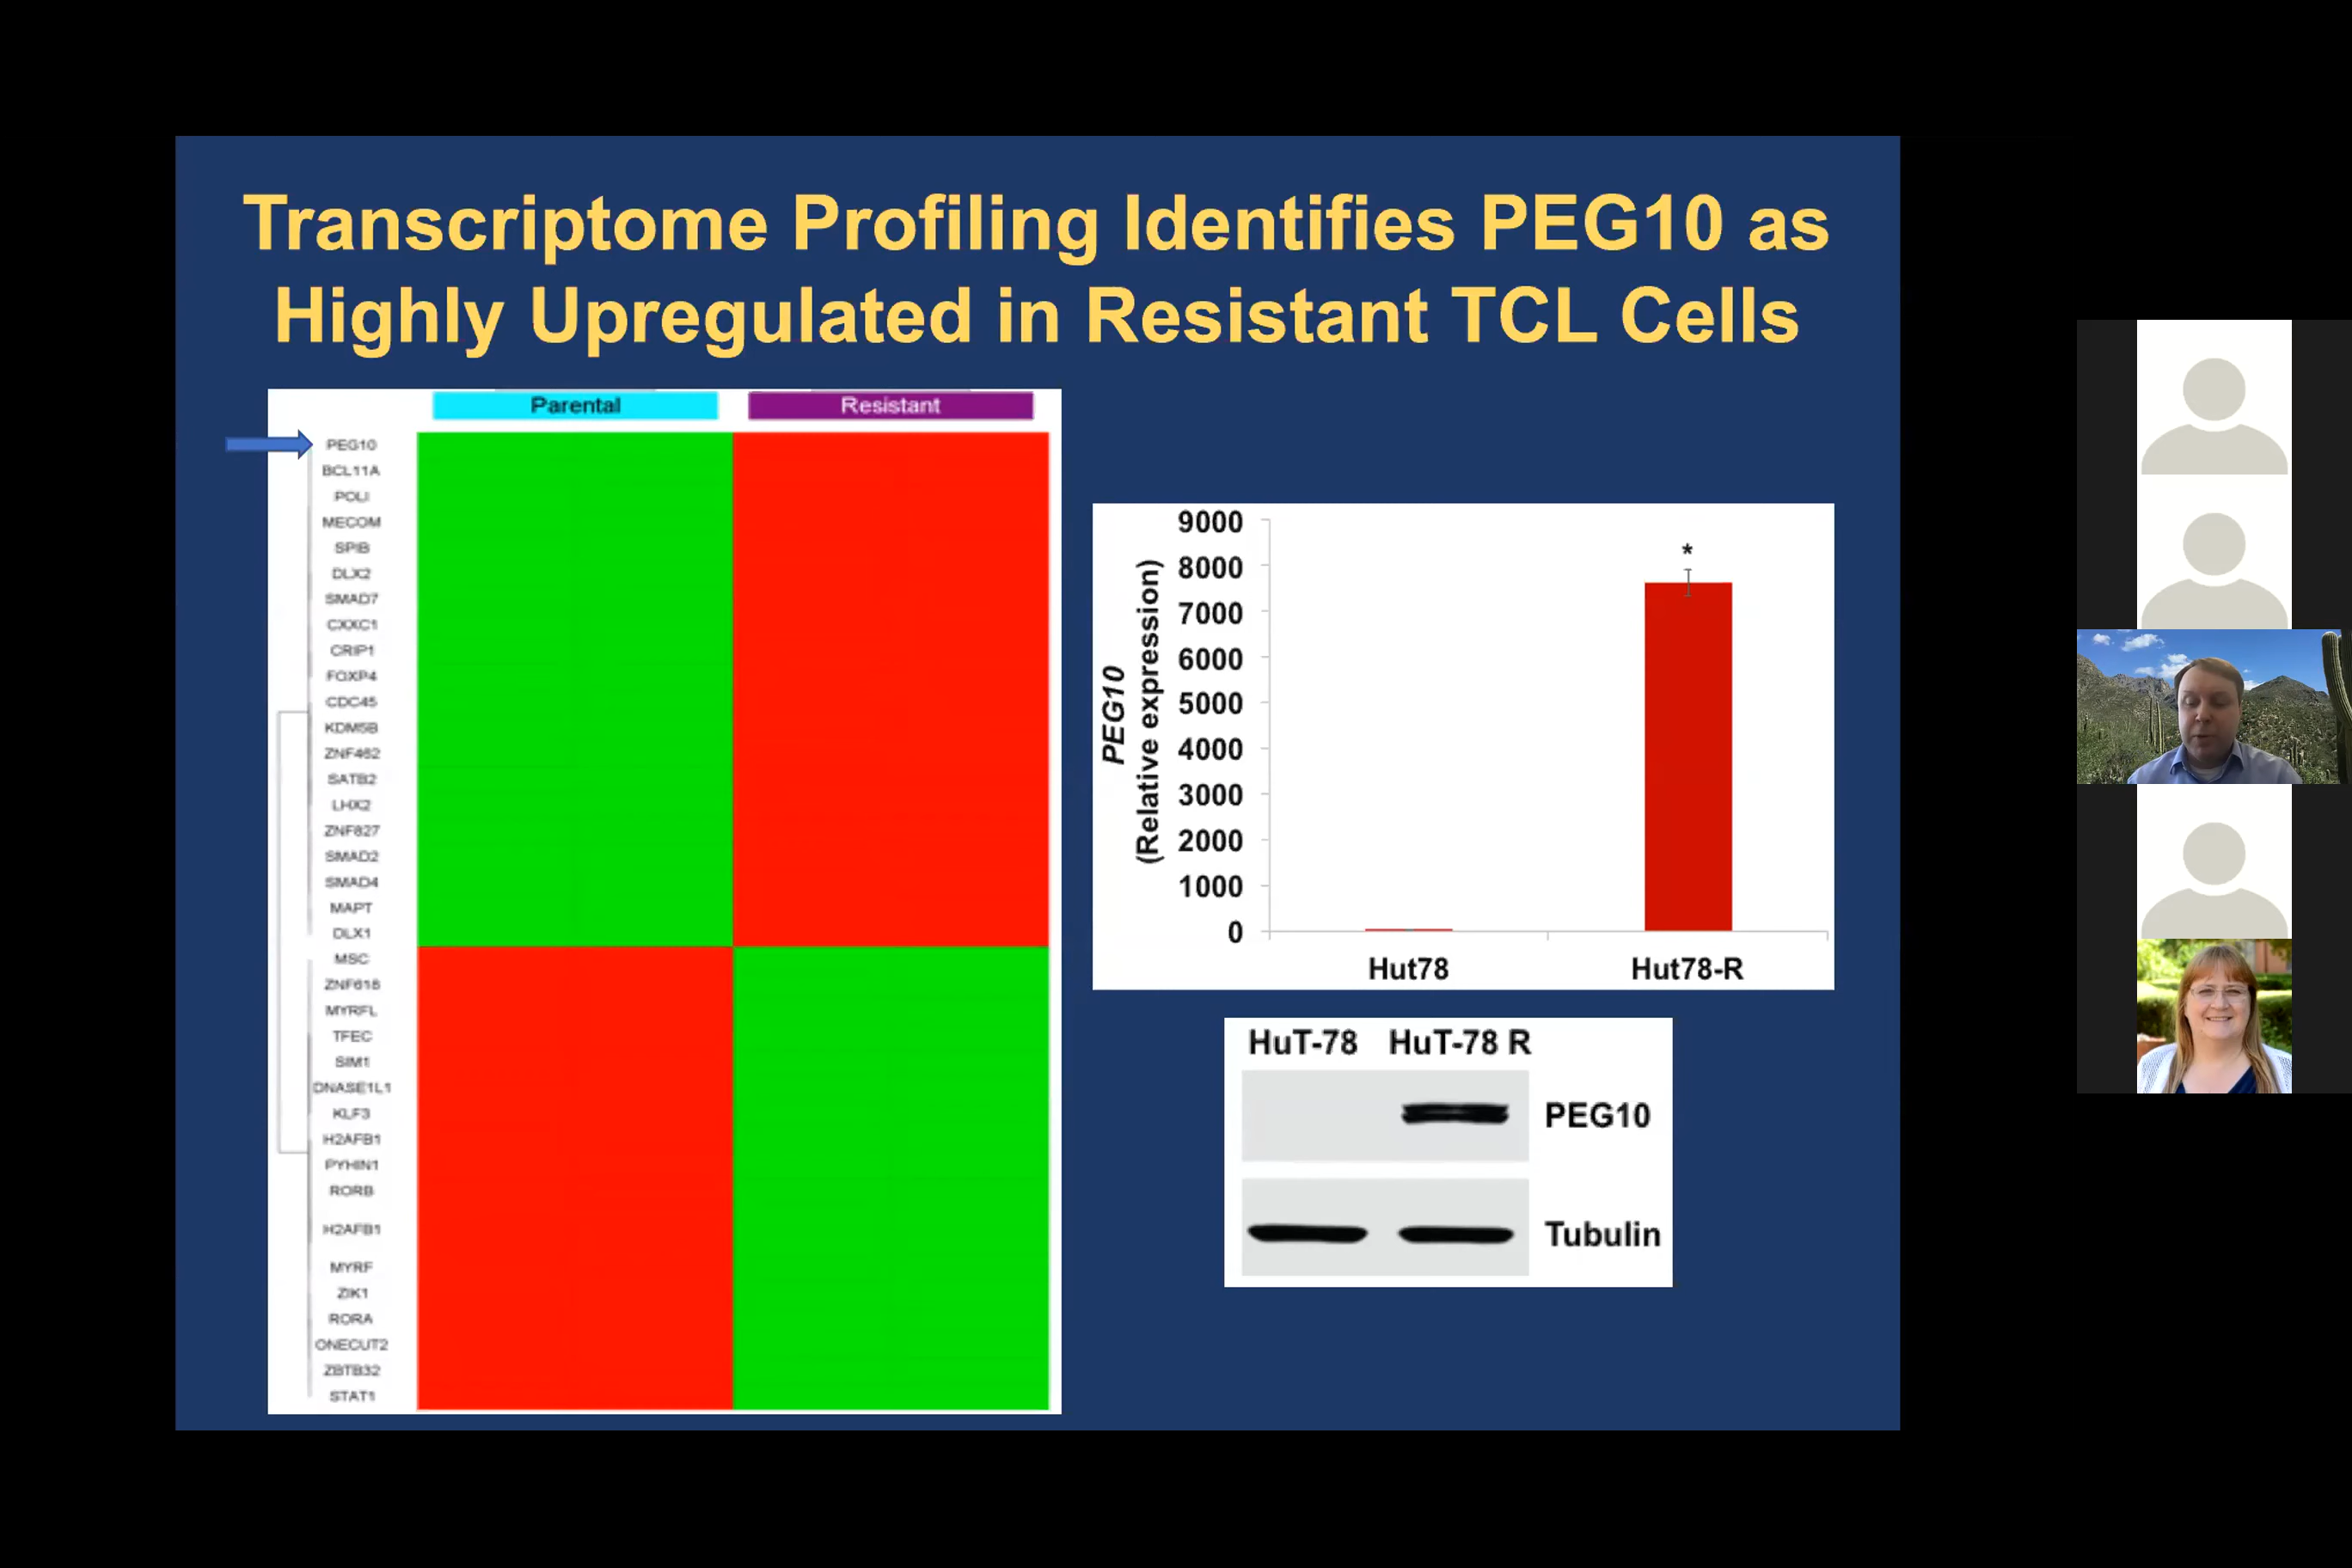 Transcriptome Profiling Identifies PEG10 as
Highly Upregulated in Resistant TCL Cells
Parental Resistant
PEG10
BCL11A
POLI
MECOM
SPIB
DLX2
SMAD7
CXXC1
CRIP1
FOXP4
CDC45
KDM5B
ZNF462
SATB2
LHX2
ZNF827
SMAD2
SMAD4
MAPT
DLX1
MSC
ZNF618
MYRFL
TFEC
SIM1
DNASE1L1
KLF3
H2AFB1
PYHIN1
RORB
H2AFB1
MYRF
ZIK1
RORA
ONECUT2
ZBTB32
STAT1
PEG10
(Relative expression)
9000
8000
7000
6000
5000
4000
3000
2000
1000
0
*
Hut78 Hut78-R
HuT-78 HuT-78 R
PEG10
Tubulin